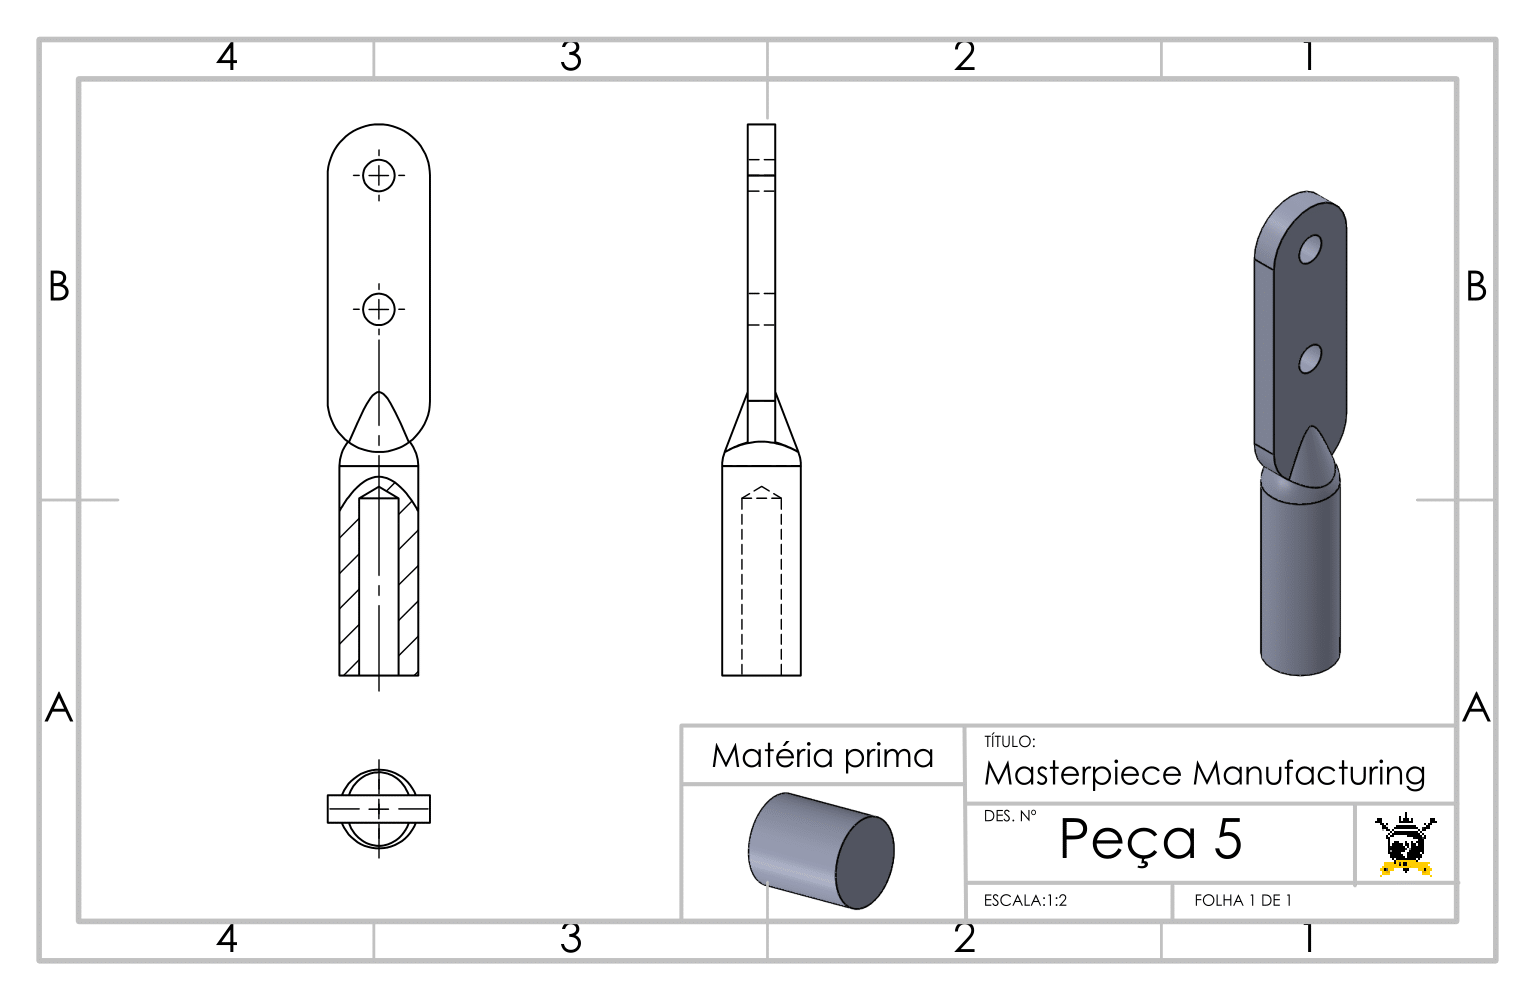 4 3 2 1
B B
A A
Matéria prima
TÍTULO:
Masterpiece Manufacturing
DES. Nº
Peça 5
ESCALA:1:2
FOLHA 1 DE 1
4 3 2 1